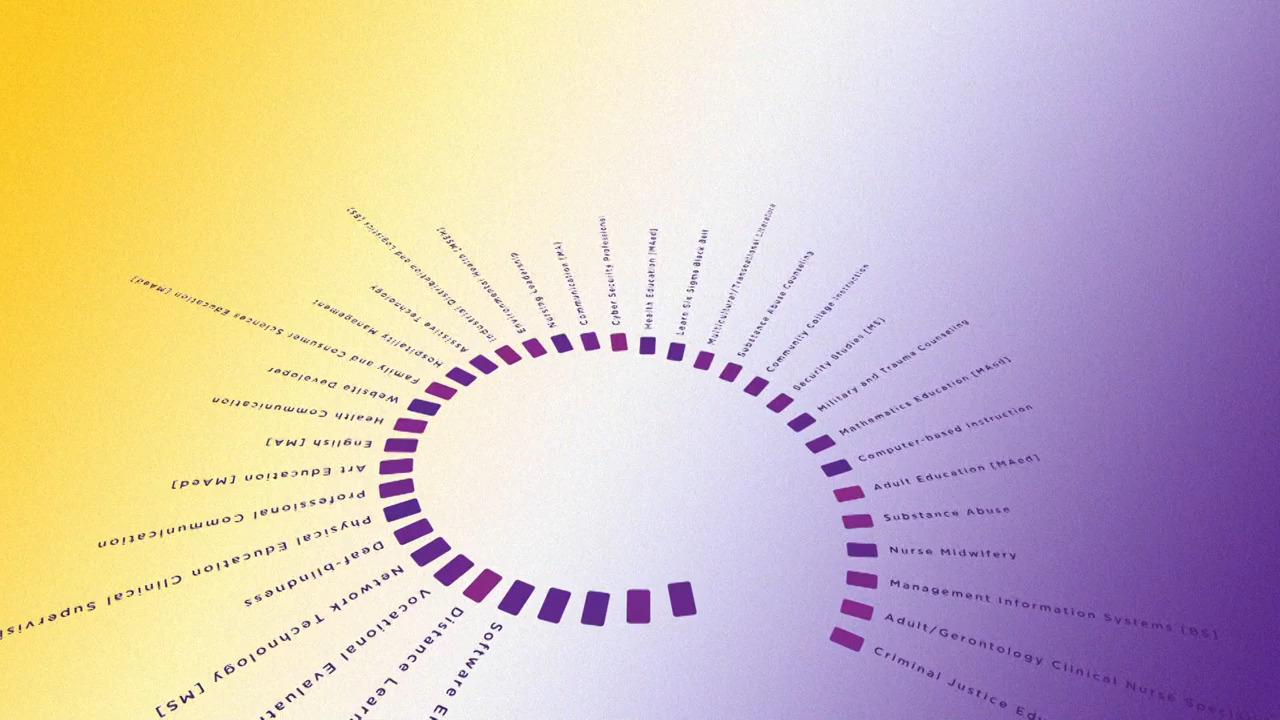 Software
Distance
Vocational
Network Technology [MS]
Deaf-blindness
Physical Education Clinical
Professional Communication
Art Education [MAed]
English [MA]
Health Communication
Website Developer
Family and Consumer Sciences Education [MAed]
Hospitality Management
Assistive Technology
Industrial Distribution and Logistics [BS]
Environmental Health [MSEH]
Nursing Leadership
Communication [MA]
Cyber Security Professional
Health Education [MAed]
Learn Six Sigma Black Belt
Multicultural/Transnational Literature
Substance Abuse Counseling
Community College Instruction
Security Studies [MS]
Military and Trauma Counseling
Mathematics Education [MAed]
Computer-based Instruction
Adult Education [MAed]
Substance Abuse
Nurse Midwifery
Management Information Systems [BS]
Adult/Gerontology Clinical Nurse
Criminal Justice